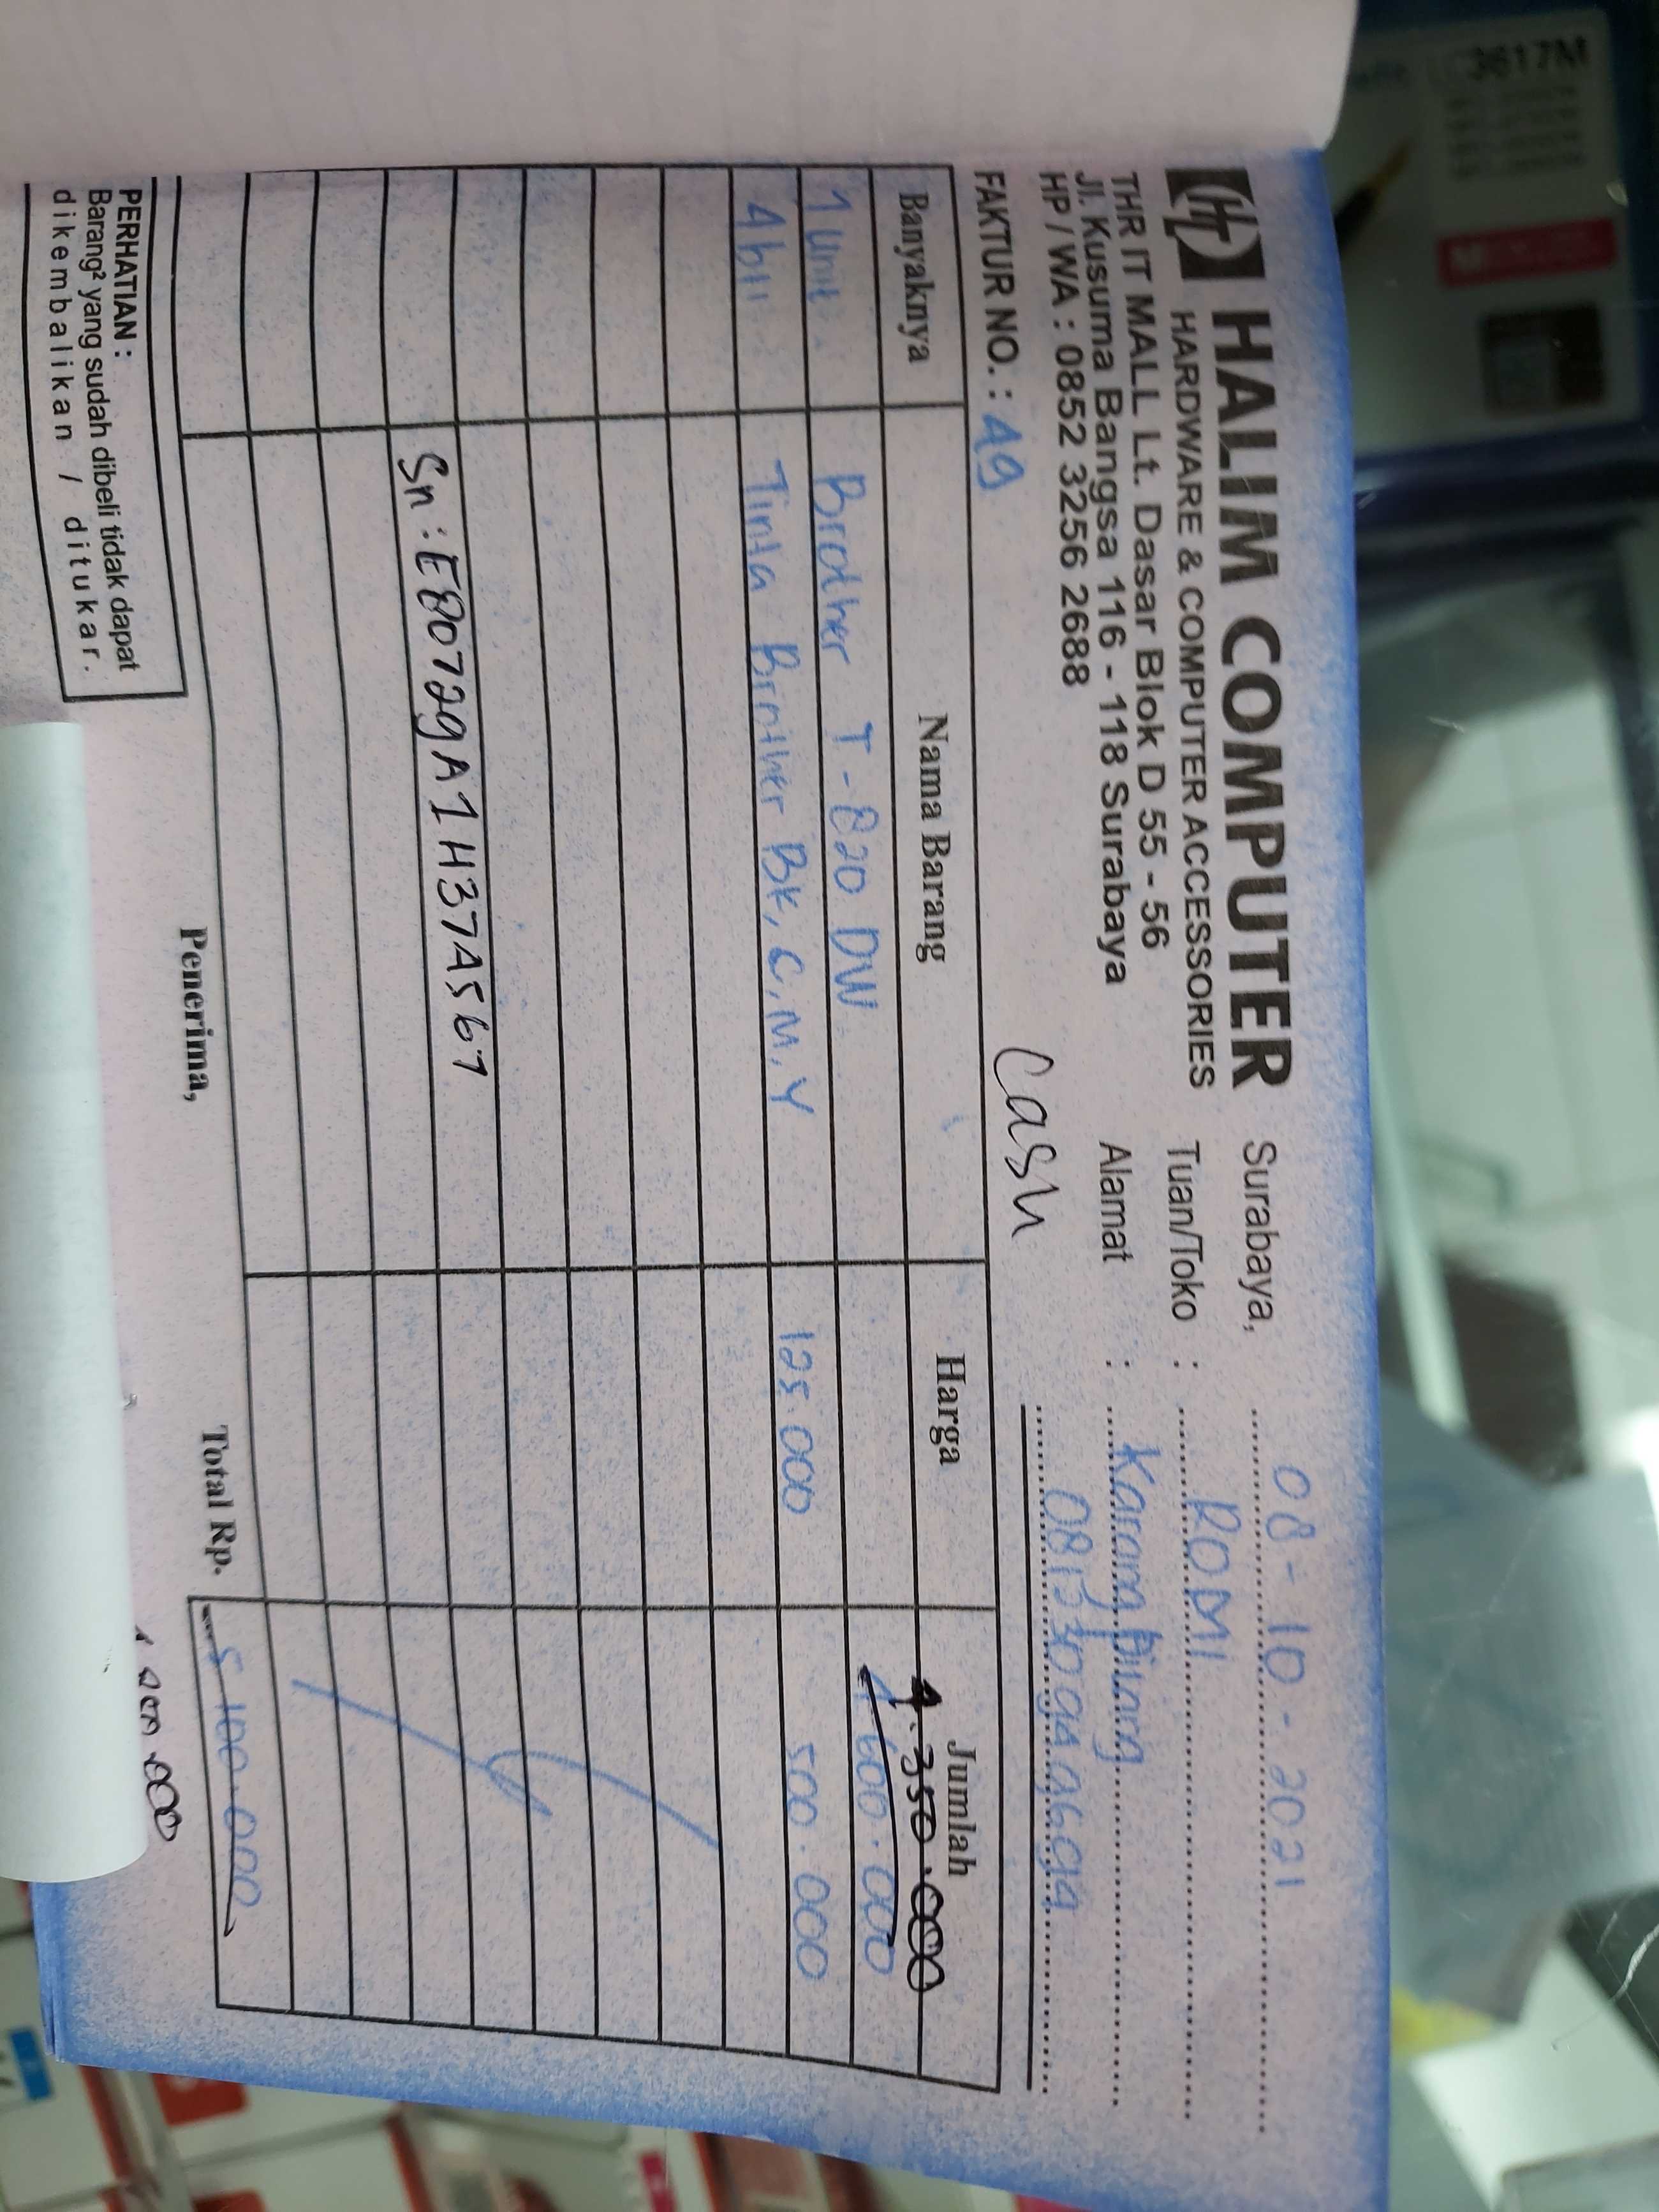 HALIM COMPUTER
HARDWARE & COMPUTER ACCESSORIES
THR IT MALL Lt. Dasar Blok D 55 - 56
Jl. Kusuma Bangsa 116 - 118 Surabaya
HP / WA : 0852 3256 2688
Surabaya, 08 - 10 - 2021
Tuan/Toko : ROMI
Alamat : Karang
FAKTUR NO. : 49 Cash
Banyaknya Nama Barang Harga Jumlah
4.350.000
1 Unit Brother T-820 DW 4.600.000
4 btl Tinta Brother BK, C, M, Y 125.000 500.000
Sn : E80729A1H374567
Total Rp. 5.100.000
PERHATIAN :
Barang² yang sudah dibeli tidak dapat
dikembalikan / ditukar.
Penerima,
3617M